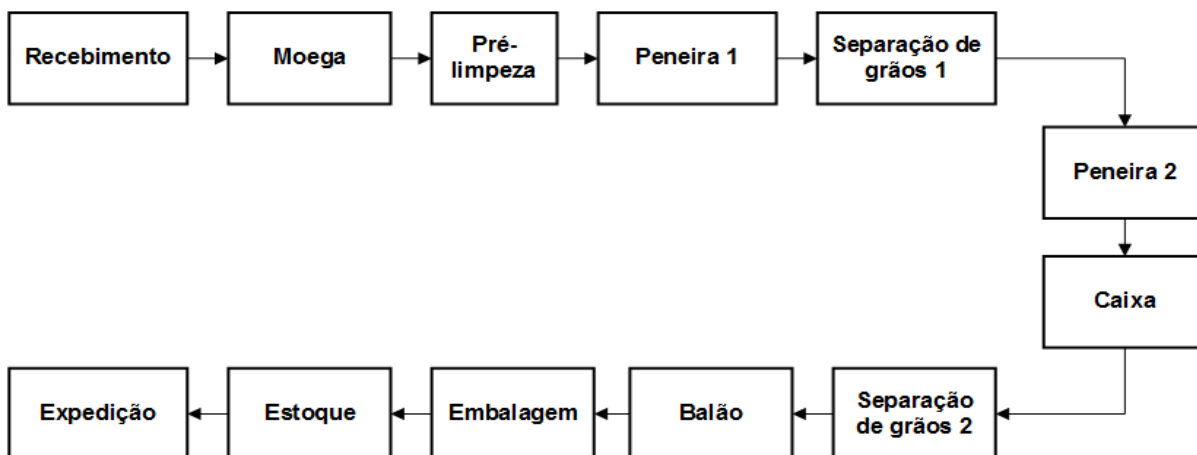 Recebimento
Moega
Pré-
limpeza
Peneira 1
Separação de
grãos 1
Peneira 2
Caixa
Separação
de grãos 2
Balão
Embalagem
Estoque
Expedição